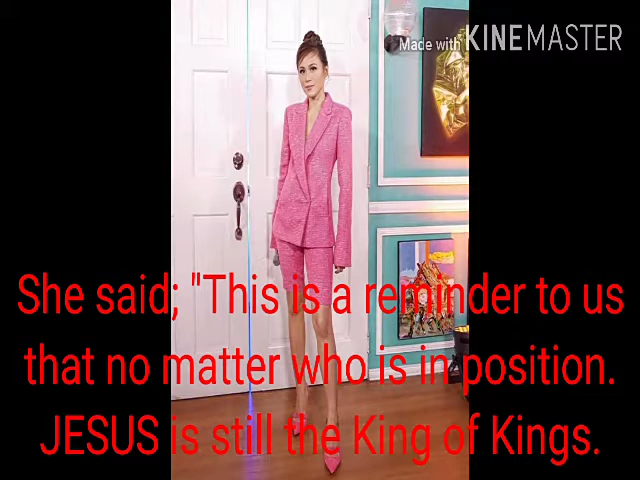 Made with KINEMASTER
She said; "This is a reminder to us
that no matter who is in position.
JESUS is still the King of Kings.